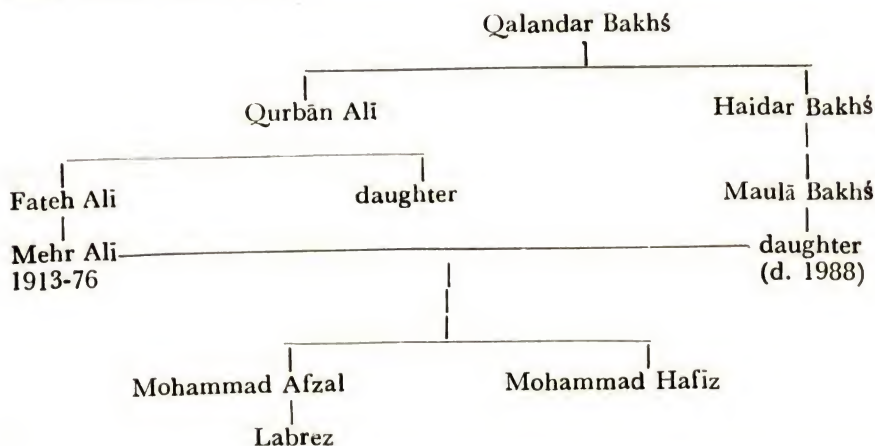 Qalandar Bakhś
Qurbān Alī Haidar Bakhś
Fateh Alī daughter Maulā Bakhś
Mehr Alī daughter
1913-76 (d. 1988)
Mohammad Afzal Mohammad Hafīz
Labrez